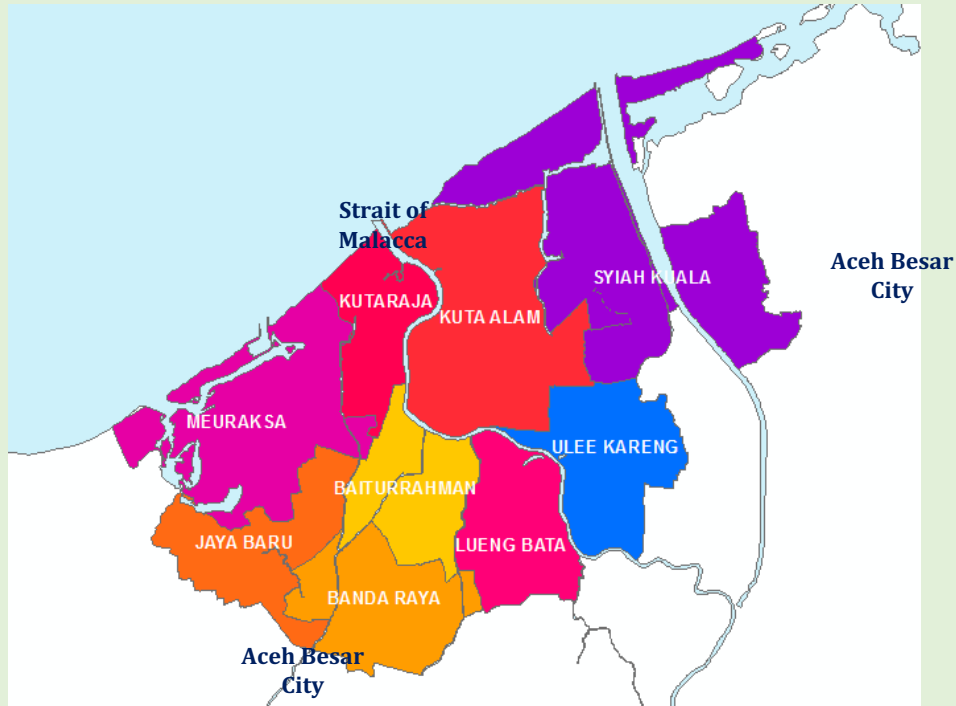 Strait of
Malacca
Aceh Besar
City
SYIAH KUALA
KUTARAJA
KUTA ALAM
MEURAKSA
ULEE KARENG
BAITURRAHMAN
JAYA BARU
LUENG BATA
BANDA RAYA
Aceh Besar
City